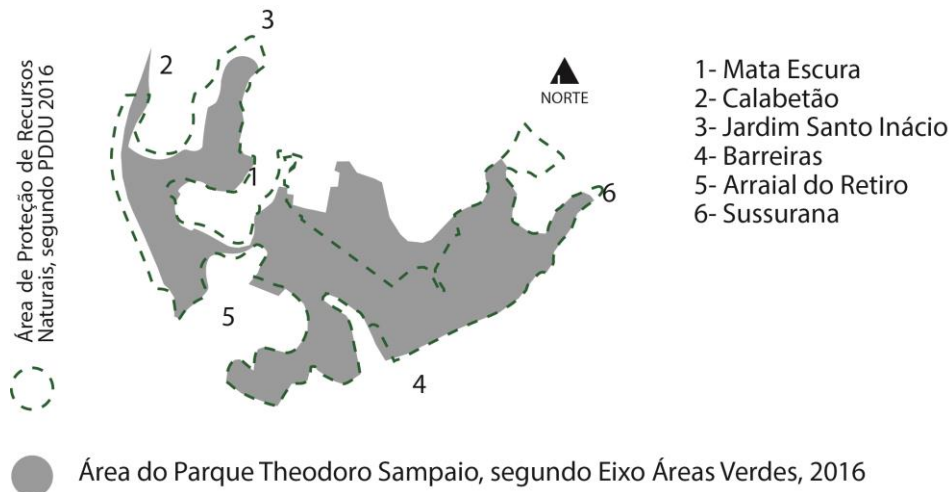 Área de Proteção de Recursos
Naturais, segundo PDDU 2016
2
3
1
5
4
6
NORTE
1- Mata Escura
2- Calabetão
3- Jardim Santo Inácio
4- Barreiras
5- Arraial do Retiro
6- Sussurana
Área do Parque Theodoro Sampaio, segundo Eixo Áreas Verdes, 2016